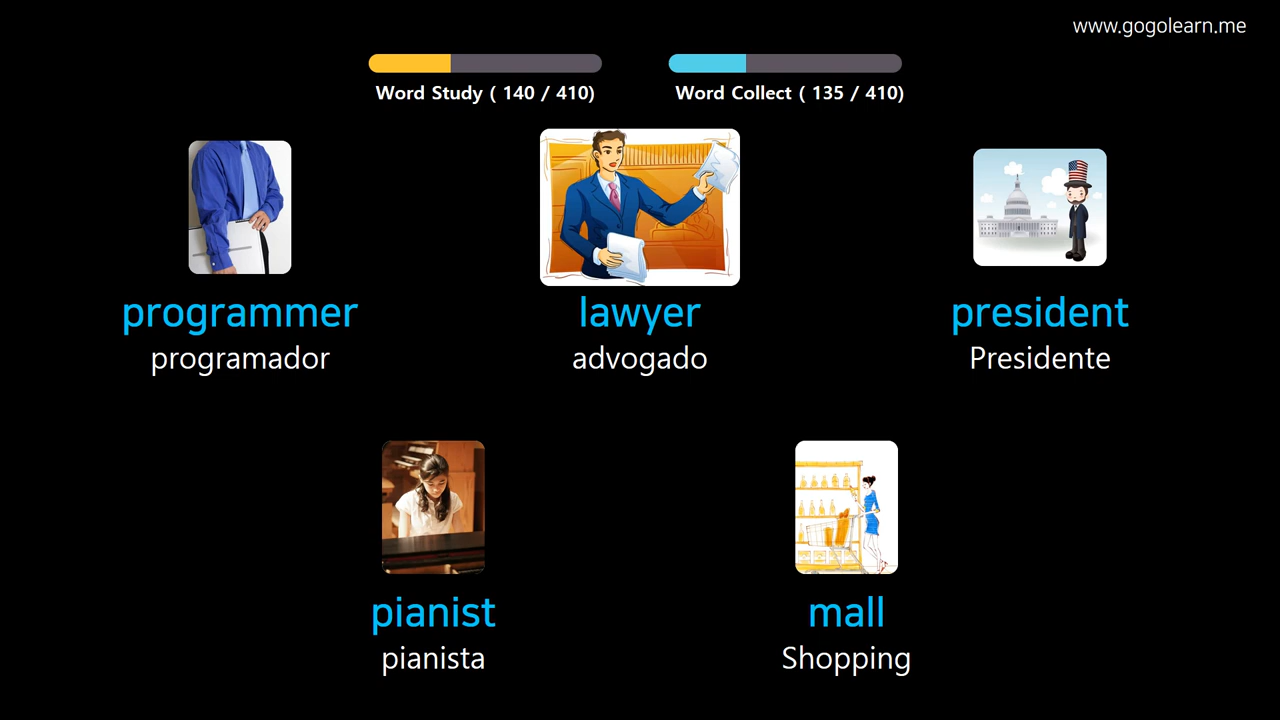 www.gogolearn.me
Word Study ( 140 / 410)
Word Collect ( 135 / 410)
programmer
programador
lawyer
advogado
president
Presidente
pianist
pianista
mall
Shopping